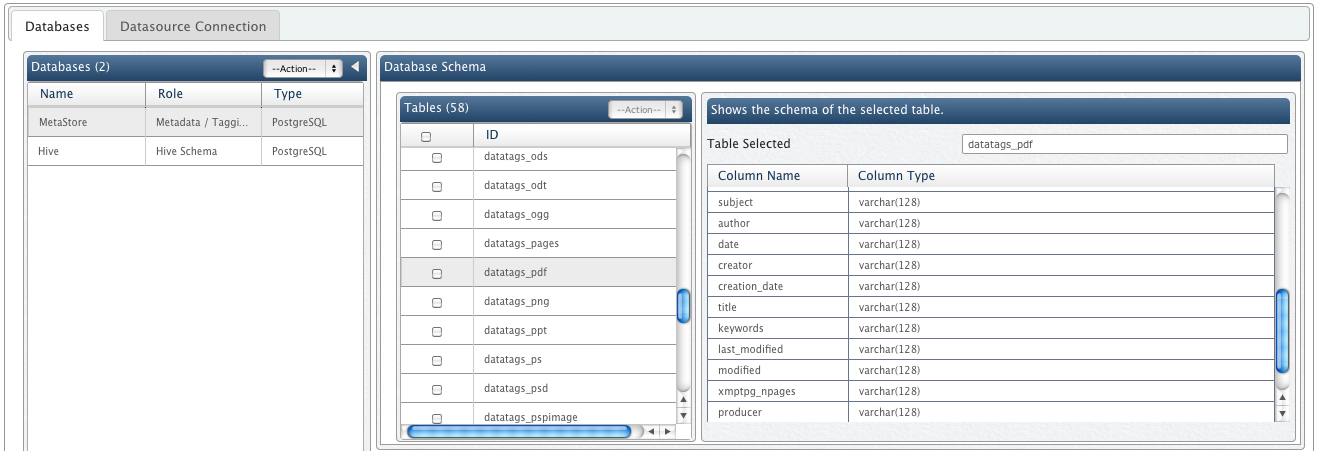 Databases Datasource Connection
Databases (2) --Action--
Name Role Type
MetaStore Metadata / Taggi... PostgreSQL
Hive Hive Schema PostgreSQL
Database Schema
Tables (58) --Action--
ID
datatags_ods
datatags_odt
datatags_ogg
datatags_pages
datatags_pdf
datatags_png
datatags_ppt
datatags_ps
datatags_psd
datatags_pspimage
Shows the schema of the selected table.
Table Selected datatags_pdf
Column Name Column Type
subject varchar(128)
author varchar(128)
date varchar(128)
creator varchar(128)
creation_date varchar(128)
title varchar(128)
keywords varchar(128)
last_modified varchar(128)
modified varchar(128)
xmptpg_npages varchar(128)
producer varchar(128)